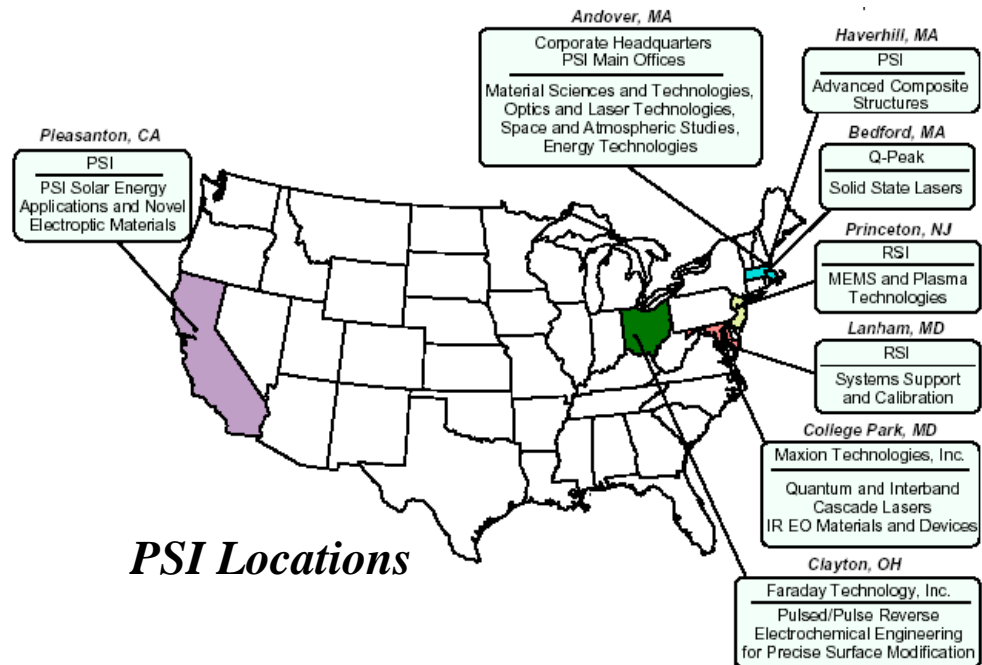 Andover, MA
Corporate Headquarters
PSI Main Offices
Material Sciences and Technologies,
Optics and Laser Technologies,
Space and Atmospheric Studies,
Energy Technologies
Haverhill, MA
PSI
Advanced Composite
Structures
Bedford, MA
Q-Peak
Solid State Lasers
Pleasanton, CA
PSI
PSI Solar Energy
Applications and Novel
Electroptic Materials
Princeton, NJ
RSI
MEMS and Plasma
Technologies
Lanham, MD
RSI
Systems Support
and Calibration
College Park, MD
Maxion Technologies, Inc.
Quantum and Interband
Cascade Lasers
IR EO Materials and Devices
Clayton, OH
Faraday Technology, Inc.
Pulsed/Pulse Reverse
Electrochemical Engineering
for Precise Surface Modification
PSI Locations